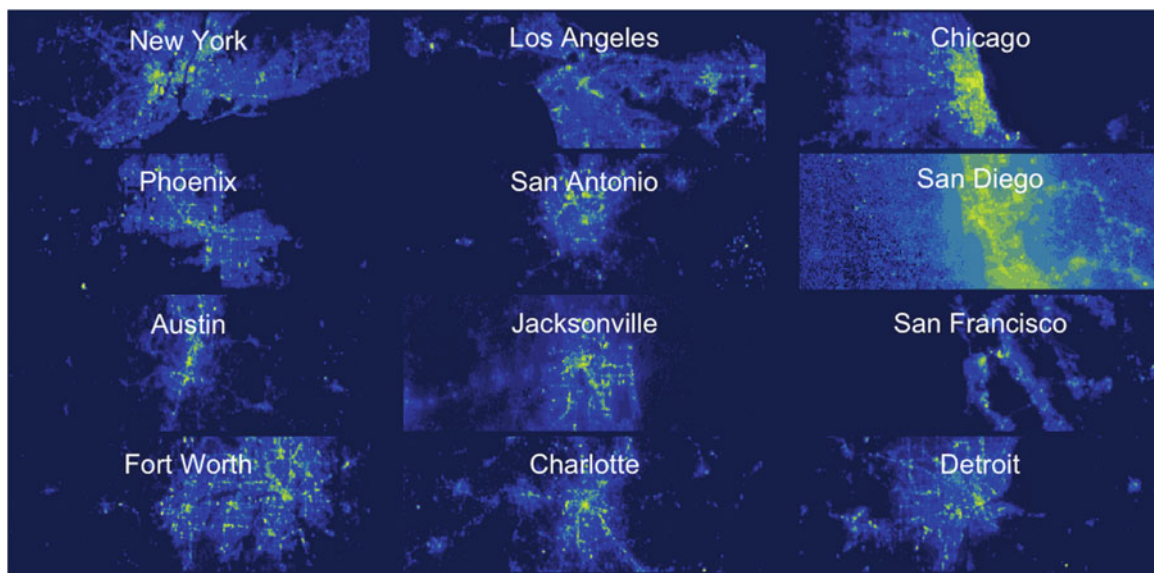 New York
Los Angeles
Chicago
Phoenix
San Antonio
San Diego
Austin
Jacksonville
San Francisco
Fort Worth
Charlotte
Detroit